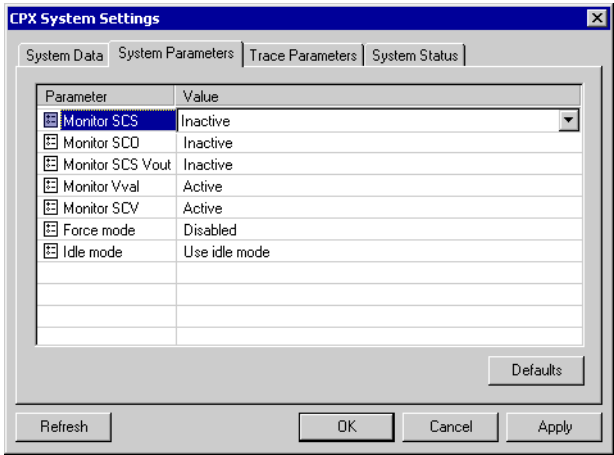 CPX System Settings
System Data System Parameters Trace Parameters System Status
Parameter Value
Monitor SCS Inactive
Monitor SCO Inactive
Monitor SCS Vout Inactive
Monitor Vval Active
Monitor SCV Active
Force mode Disabled
Idle mode Use idle mode
Defaults
Refresh OK Cancel Apply